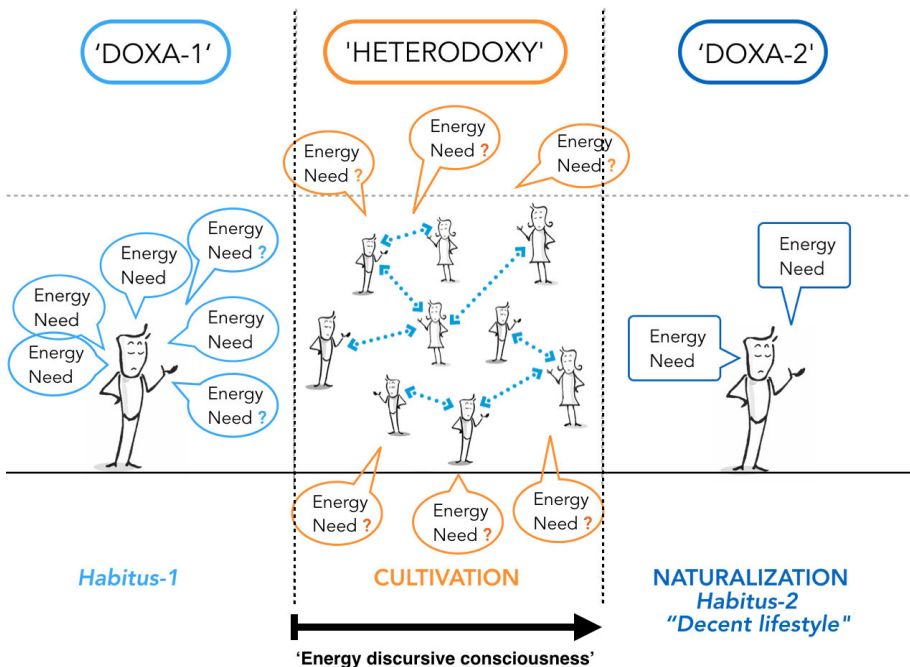 'DOXA-1'
'HETERODOXY'
'DOXA-2'
Energy
Need ?
Energy
Need ?
Energy
Need ?
Energy
Need
Energy
Need ?
Energy
Need
Energy
Need
Energy
Need
Energy
Need ?
Energy
Need
Energy
Need
Energy
Need ?
Energy
Need ?
Energy
Need ?
Habitus-1
CULTIVATION
NATURALIZATION
Habitus-2
“Decent lifestyle"
‘Energy discursive consciousness’